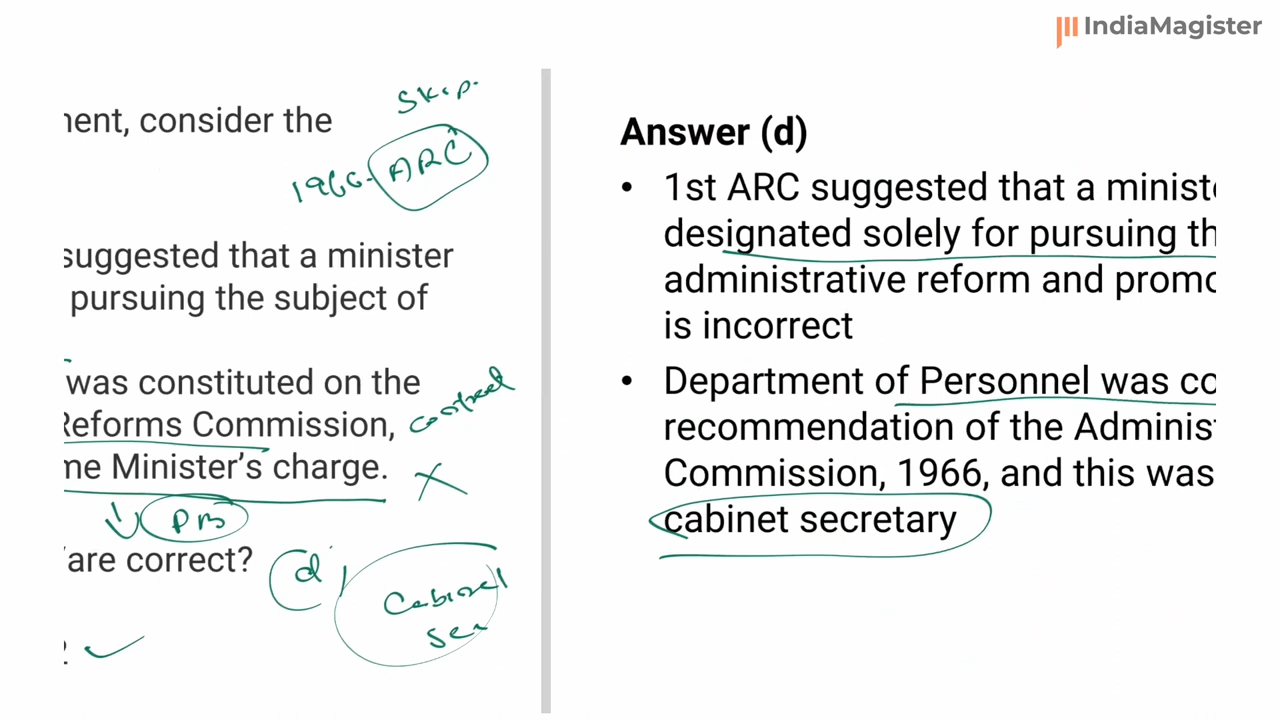 IndiaMagister
Skip.
nent, consider the
1966- ARC
suggested that a minister
pursuing the subject of
was constituted on the
Reforms Commission,
me Minister's charge.
PM
are correct? d
Cabinet
Sec
2
Answer (d)
• 1st ARC suggested that a ministe
designated solely for pursuing th
administrative reform and promo
is incorrect
• Department of Personnel was co
recommendation of the Adminis
Commission, 1966, and this was
cabinet secretary